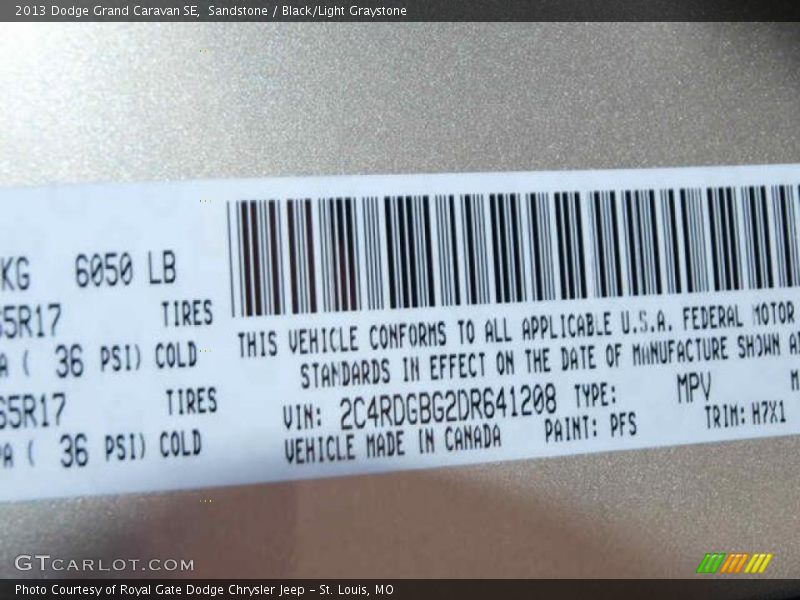 2013 Dodge Grand Caravan SE, Sandstone / Black/Light Graystone
KG 6050 LB
65R17 TIRES
PA ( 36 PSI) COLD
65R17 TIRES
PA ( 36 PSI) COLD
THIS VEHICLE CONFORMS TO ALL APPLICABLE U.S.A. FEDERAL MOTOR
STANDARDS IN EFFECT ON THE DATE OF MANUFACTURE SHOWN
VIN: 2C4RDGBG2DR641208 TYPE: MPV
VEHICLE MADE IN CANADA PAINT: PFS TRIM: H7X1
GTCARLOT.COM
Photo Courtesy of Royal Gate Dodge Chrysler Jeep – St. Louis, MO